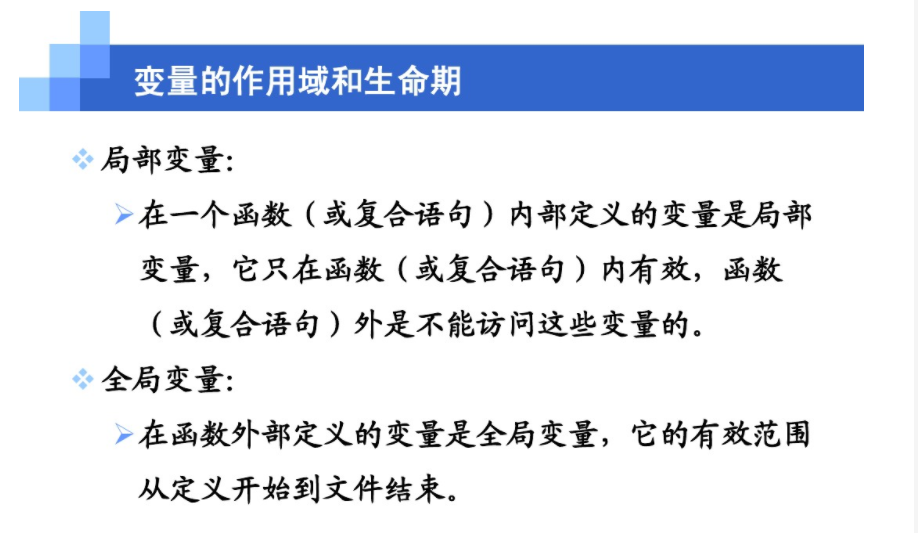 变量的作用域和生命期
局部变量：
在一个函数（或复合语句）内部定义的变量是局部
变量，它只在函数（或复合语句）内有效，函数
（或复合语句）外是不能访问这些变量的。
全局变量：
在函数外部定义的变量是全局变量，它的有效范围
从定义开始到文件结束。